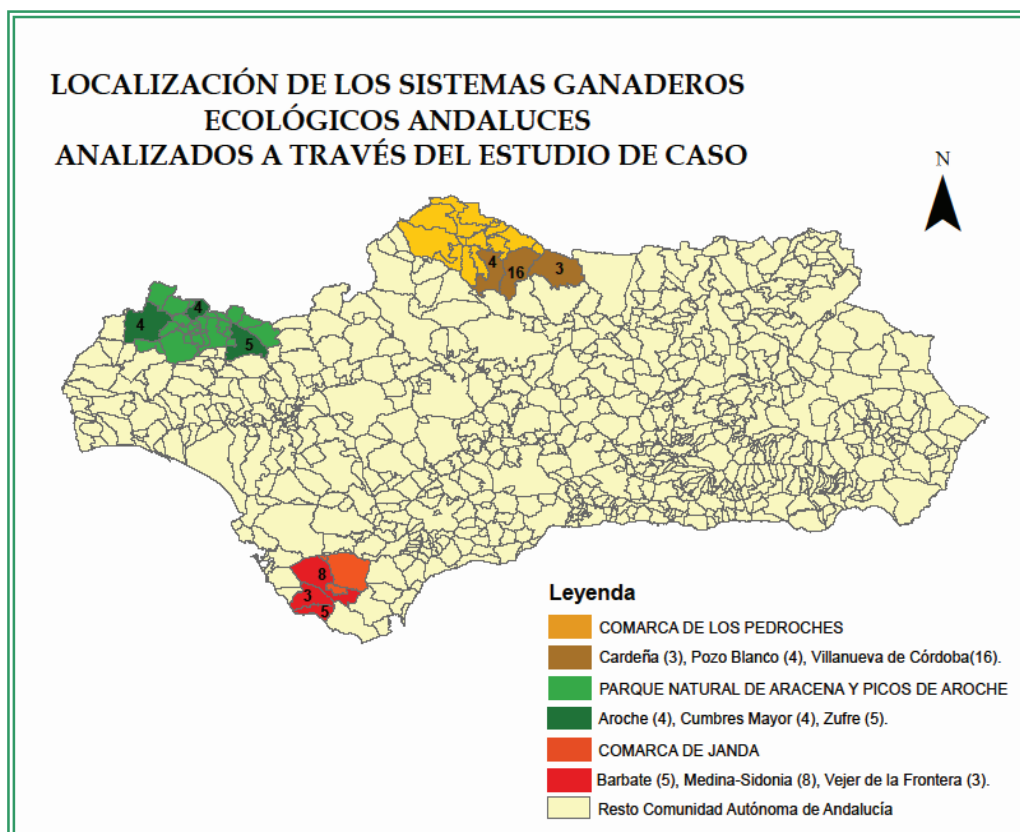 LOCALIZACIÓN DE LOS SISTEMAS GANADEROS
ECOLÓGICOS ANDALUCES
ANALIZADOS A TRAVÉS DEL ESTUDIO DE CASO
N
4
16
3
4
4
5
8
3
5
Leyenda
COMARCA DE LOS PEDROCHES
Cardeña (3), Pozo Blanco (4), Villanueva de Córdoba(16).
PARQUE NATURAL DE ARACENA Y PICOS DE AROCHE
Aroche (4), Cumbres Mayor (4), Zufre (5).
COMARCA DE JANDA
Barbate (5), Medina-Sidonia (8), Vejer de la Frontera (3).
Resto Comunidad Autónoma de Andalucía